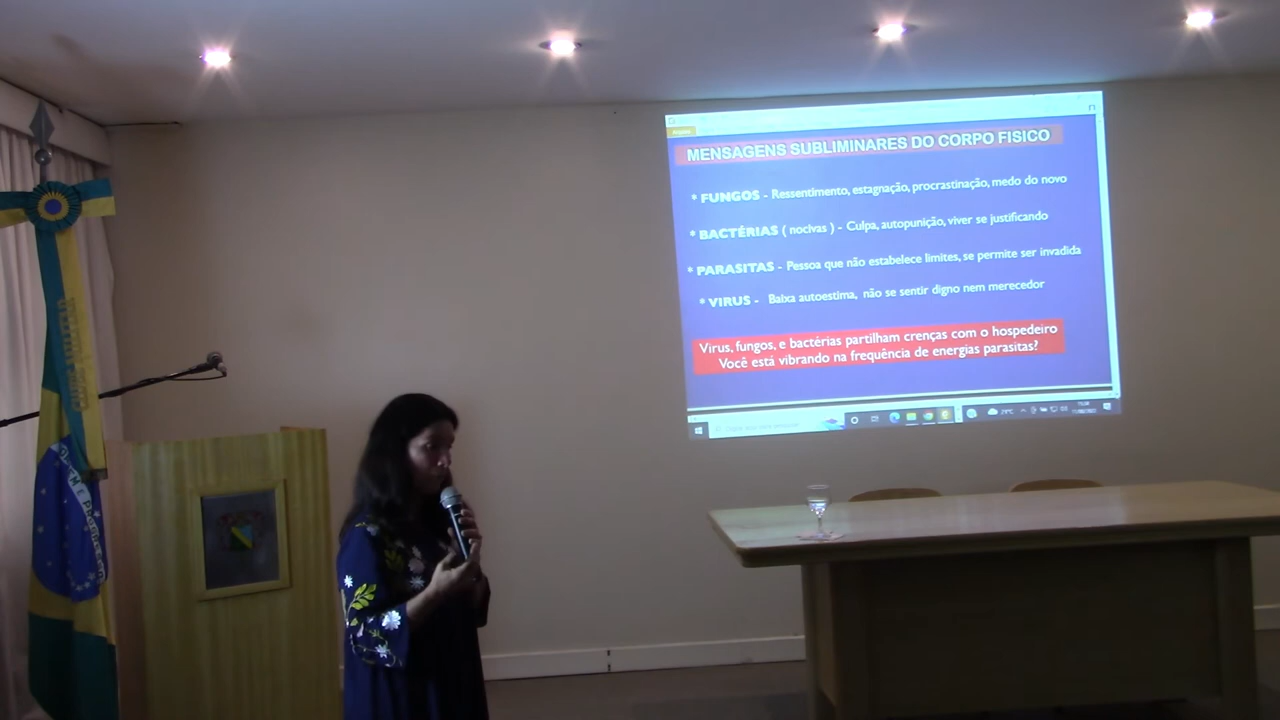 MENSAGENS SUBLIMINARES DO CORPO FISICO
* FUNGOS - Ressentimento, estagnação, procrastinação, medo do novo
* BACTÉRIAS ( nocivas ) - Culpa, autopunição, viver se justificando
* PARASITAS - Pessoa que não estabelece limites, se permite ser invadida
* VIRUS - Baixa autoestima, não se sentir digno nem merecedor
Virus, fungos, e bactérias partilham crenças com o hospedeiro
Você está vibrando na frequência de energias parasitas?